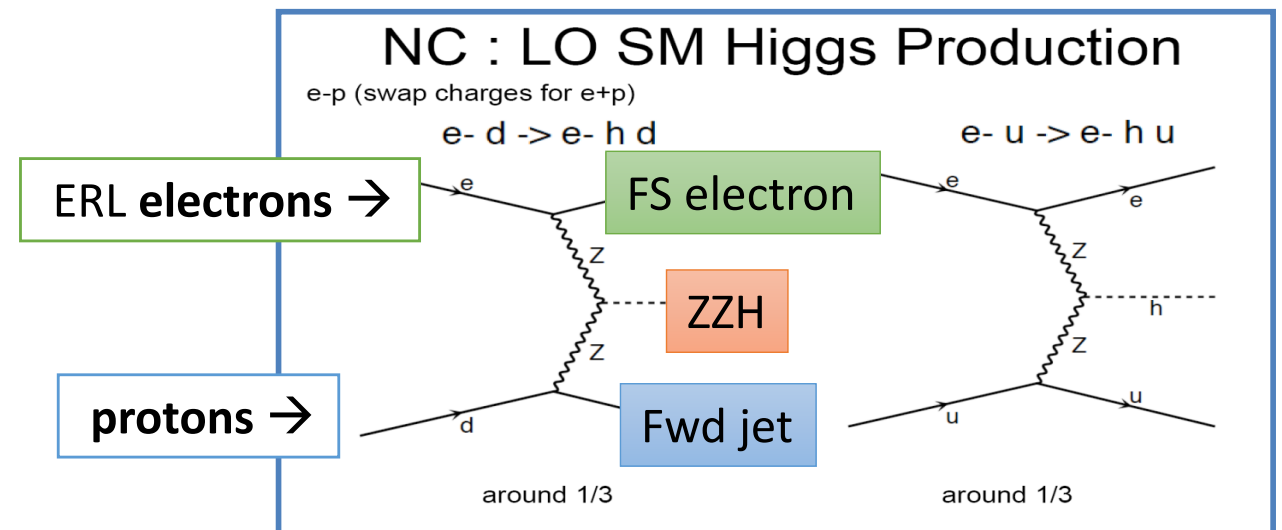 NC : LO SM Higgs Production
e-p (swap charges for e+p)
e- d -> e- h d
e- u -> e- h u
ERL electrons →
e
FS electron
e
e
Z
Z
ZZH
h
Z
Z
protons →
d
Fwd jet
u
u
around 1/3
around 1/3